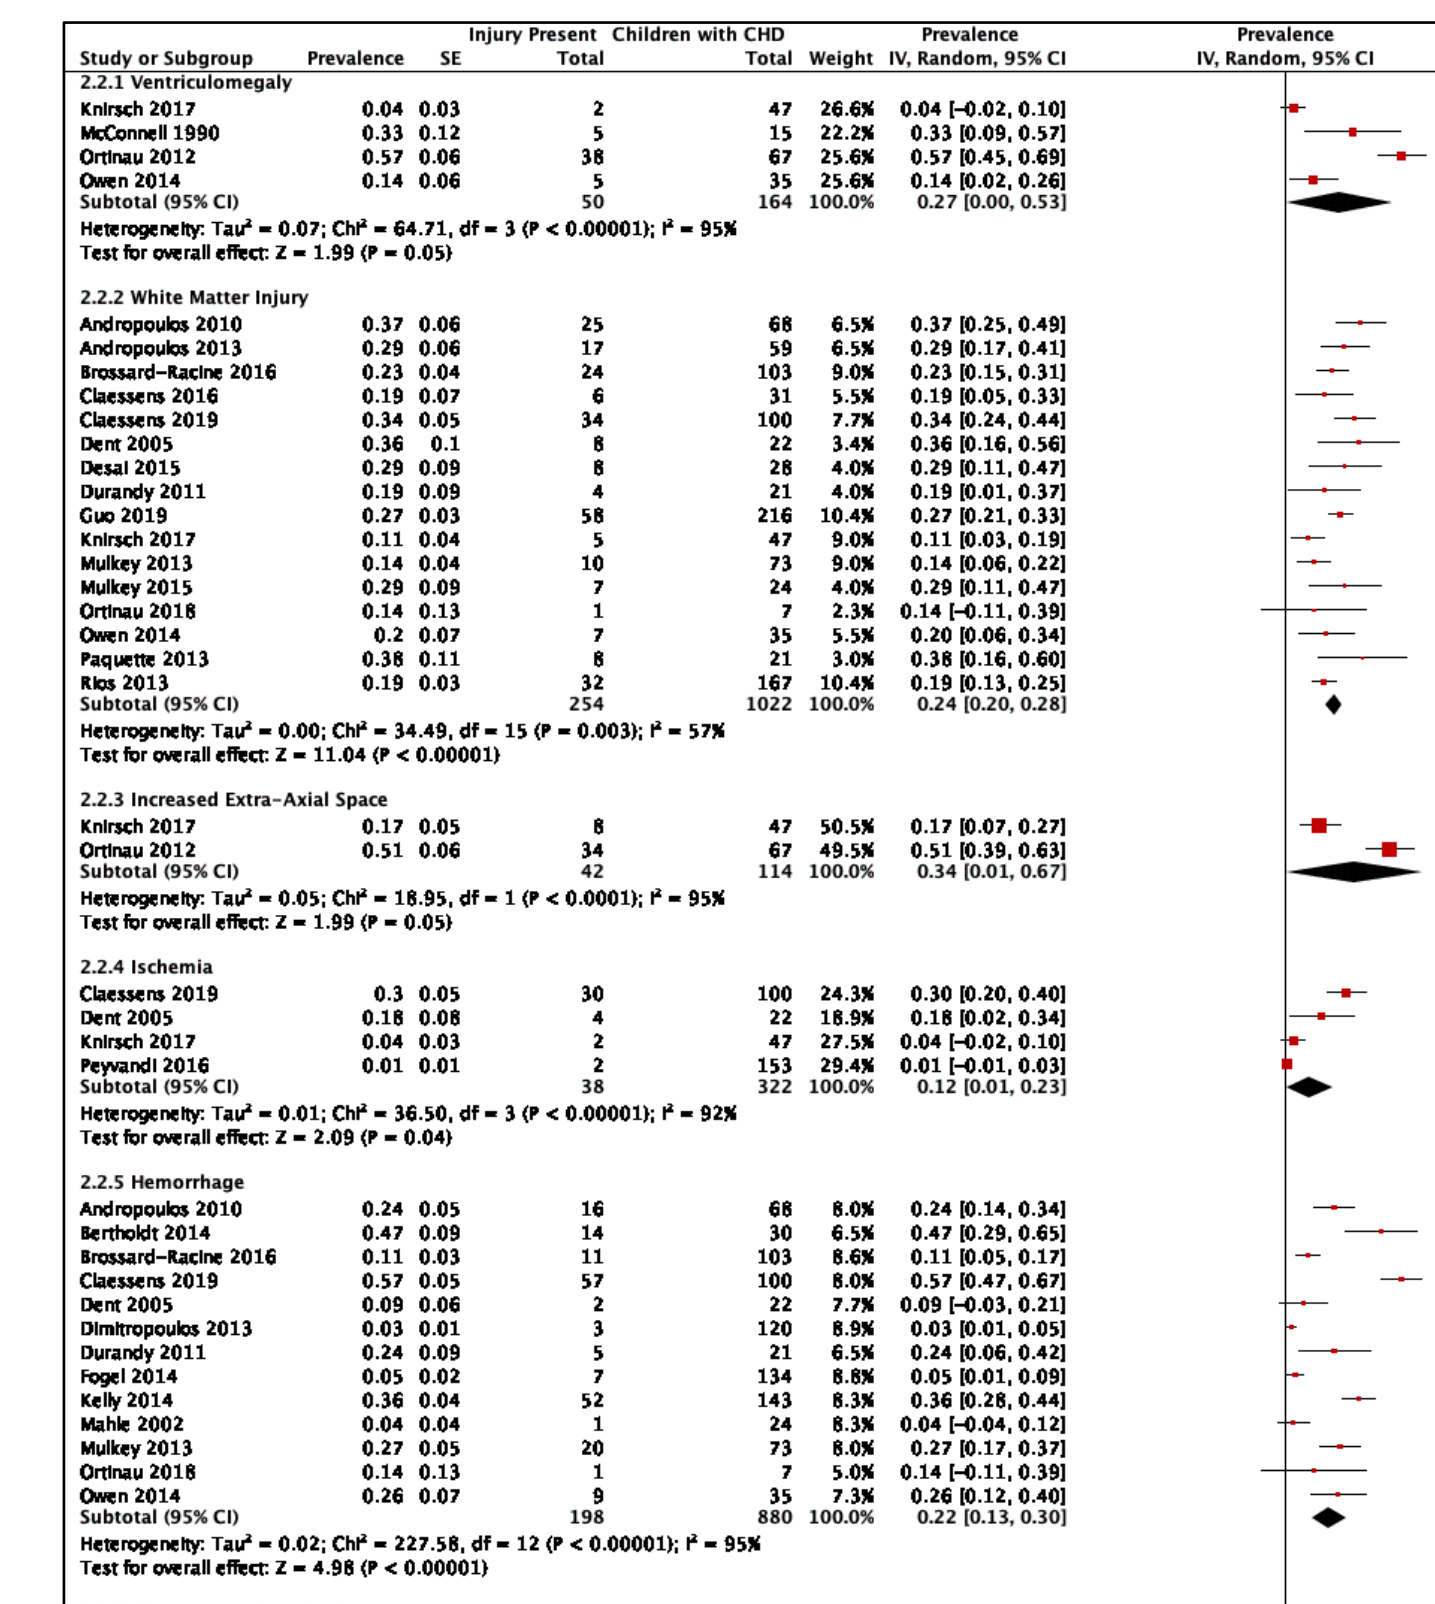 Injury Present Children with CHD Prevalence Prevalence
Study or Subgroup Prevalence SE Total Total Weight IV, Random, 95% CI IV, Random, 95% CI
2.2.1 Ventriculomegaly
Knirsch 2017 0.04 0.03 2 47 26.6% 0.04 [−0.02, 0.10]
McConnell 1990 0.33 0.12 5 15 22.2% 0.33 [0.09, 0.57]
Ortinau 2012 0.57 0.06 38 67 25.6% 0.57 [0.45, 0.69]
Owen 2014 0.14 0.06 5 35 25.6% 0.14 [0.02, 0.26]
Subtotal (95% CI) 50 164 100.0% 0.27 [0.00, 0.53]
Heterogeneity: Tau² = 0.07; Chi² = 64.71, df = 3 (P < 0.00001); I² = 95%
Test for overall effect: Z = 1.99 (P = 0.05)
2.2.2 White Matter Injury
Andropoulos 2010 0.37 0.06 25 68 6.5% 0.37 [0.25, 0.49]
Andropoulos 2013 0.29 0.06 17 59 6.5% 0.29 [0.17, 0.41]
Brossard−Racine 2016 0.23 0.04 24 103 9.0% 0.23 [0.15, 0.31]
Claessens 2016 0.19 0.07 6 31 5.5% 0.19 [0.05, 0.33]
Claessens 2019 0.34 0.05 34 100 7.7% 0.34 [0.24, 0.44]
Dent 2005 0.36 0.1 8 22 3.4% 0.36 [0.16, 0.56]
Desai 2015 0.29 0.09 8 28 4.0% 0.29 [0.11, 0.47]
Durandy 2011 0.19 0.09 4 21 4.0% 0.19 [0.01, 0.37]
Guo 2019 0.27 0.03 58 216 10.4% 0.27 [0.21, 0.33]
Knirsch 2017 0.11 0.04 5 47 9.0% 0.11 [0.03, 0.19]
Mulkey 2013 0.14 0.04 10 73 9.0% 0.14 [0.06, 0.22]
Mulkey 2015 0.29 0.09 7 24 4.0% 0.29 [0.11, 0.47]
Ortinau 2018 0.14 0.13 1 7 2.3% 0.14 [−0.11, 0.39]
Owen 2014 0.2 0.07 7 35 5.5% 0.20 [0.06, 0.34]
Paquette 2013 0.38 0.11 8 21 3.0% 0.38 [0.16, 0.60]
Rios 2013 0.19 0.03 32 167 10.4% 0.19 [0.13, 0.25]
Subtotal (95% CI) 254 1022 100.0% 0.24 [0.20, 0.28]
Heterogeneity: Tau² = 0.00; Chi² = 34.49, df = 15 (P = 0.003); I² = 57%
Test for overall effect: Z = 11.04 (P < 0.00001)
2.2.3 Increased Extra−Axial Space
Knirsch 2017 0.17 0.05 8 47 50.5% 0.17 [0.07, 0.27]
Ortinau 2012 0.51 0.06 34 67 49.5% 0.51 [0.39, 0.63]
Subtotal (95% CI) 42 114 100.0% 0.34 [0.01, 0.67]
Heterogeneity: Tau² = 0.05; Chi² = 18.95, df = 1 (P < 0.0001); I² = 95%
Test for overall effect: Z = 1.99 (P = 0.05)
2.2.4 Ischemia
Claessens 2019 0.3 0.05 30 100 24.3% 0.30 [0.20, 0.40]
Dent 2005 0.18 0.08 4 22 18.9% 0.18 [0.02, 0.34]
Knirsch 2017 0.04 0.03 2 47 27.5% 0.04 [−0.02, 0.10]
Peyvandi 2016 0.01 0.01 2 153 29.4% 0.01 [−0.01, 0.03]
Subtotal (95% CI) 38 322 100.0% 0.12 [0.01, 0.23]
Heterogeneity: Tau² = 0.01; Chi² = 36.50, df = 3 (P < 0.00001); I² = 92%
Test for overall effect: Z = 2.09 (P = 0.04)
2.2.5 Hemorrhage
Andropoulos 2010 0.24 0.05 16 68 8.0% 0.24 [0.14, 0.34]
Bertholdt 2014 0.47 0.09 14 30 6.5% 0.47 [0.29, 0.65]
Brossard−Racine 2016 0.11 0.03 11 103 8.6% 0.11 [0.05, 0.17]
Claessens 2019 0.57 0.05 57 100 8.0% 0.57 [0.47, 0.67]
Dent 2005 0.09 0.06 2 22 7.7% 0.09 [−0.03, 0.21]
Dimitropoulos 2013 0.03 0.01 3 120 8.9% 0.03 [0.01, 0.05]
Durandy 2011 0.24 0.09 5 21 6.5% 0.24 [0.06, 0.42]
Fogel 2014 0.05 0.02 7 134 8.8% 0.05 [0.01, 0.09]
Kelly 2014 0.36 0.04 52 143 8.3% 0.36 [0.28, 0.44]
Mahle 2002 0.04 0.04 1 24 8.3% 0.04 [−0.04, 0.12]
Mulkey 2013 0.27 0.05 20 73 8.0% 0.27 [0.17, 0.37]
Ortinau 2018 0.14 0.13 1 7 5.0% 0.14 [−0.11, 0.39]
Owen 2014 0.26 0.07 9 35 7.3% 0.26 [0.12, 0.40]
Subtotal (95% CI) 198 880 100.0% 0.22 [0.13, 0.30]
Heterogeneity: Tau² = 0.02; Chi² = 227.58, df = 12 (P < 0.00001); I² = 95%
Test for overall effect: Z = 4.98 (P < 0.00001)